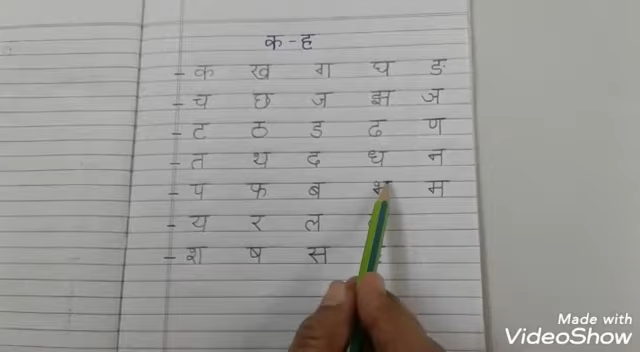 क - ह
- क ख ग घ ङ
- च छ ज झ ञ
- ट ठ ड ढ ण
- त थ द ध न
- प फ ब भ म
- य र ल
- श ष स
Made with
VideoShow